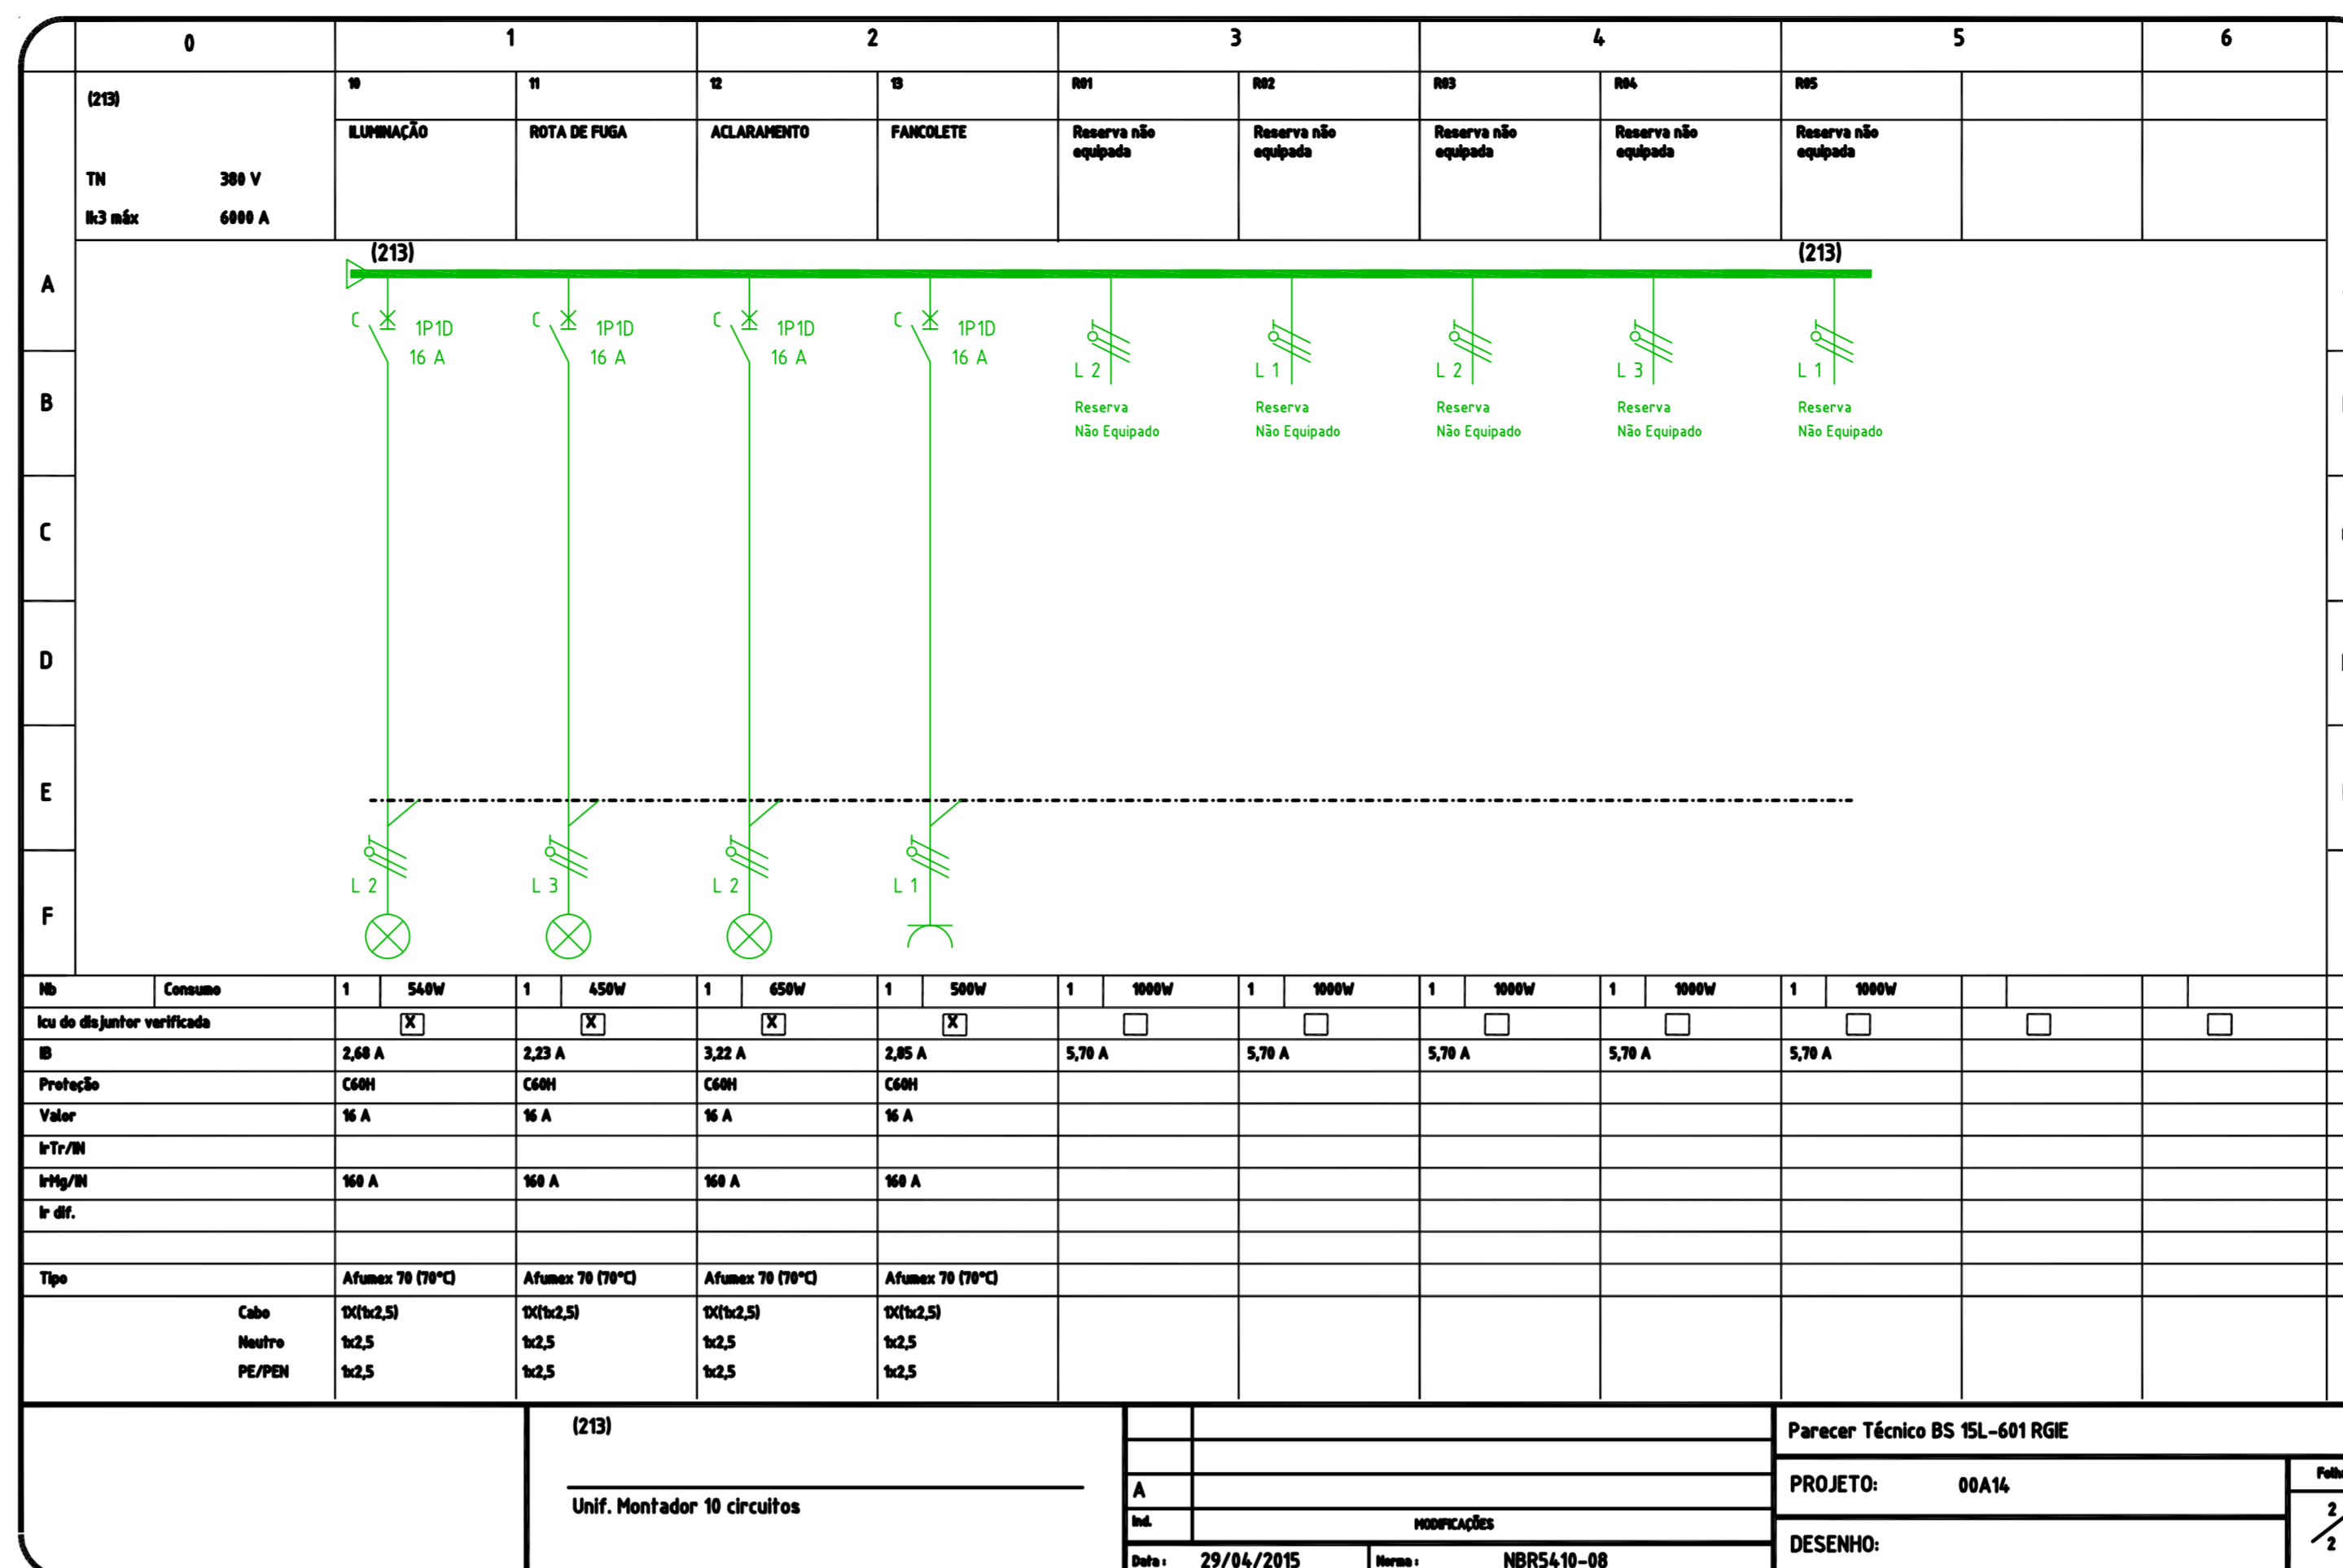 0 1 2 3 4 5 6
(213) 10 11 12 13 R01 R02 R03 R04 R05
ILUMINAÇÃO ROTA DE FUGA ACLARAMENTO FANCOLETE Reserva não Reserva não Reserva não Reserva não Reserva não
equipada equipada equipada equipada equipada
TN 380 V
Ik3 máx 6000 A
(213) (213)
A
C 1P1D C 1P1D C 1P1D C 1P1D
16 A 16 A 16 A 16 A
L 2 L 1 L 2 L 3 L 1
B Reserva Reserva Reserva Reserva Reserva
Não Equipado Não Equipado Não Equipado Não Equipado Não Equipado
C
D
E
L 2 L 3 L 2 L 1
F
Nb Consumo 1 540W 1 450W 1 650W 1 500W 1 1000W 1 1000W 1 1000W 1 1000W 1 1000W
Icu do disjuntor verificada X X X X
IB 2,68 A 2,23 A 3,22 A 2,85 A 5,70 A 5,70 A 5,70 A 5,70 A 5,70 A
Proteção C60H C60H C60H C60H
Valor 16 A 16 A 16 A 16 A
IrTr/IN
IrMg/IN 160 A 160 A 160 A 160 A
Ir dif.
Tipo Afumex 70 (70°C) Afumex 70 (70°C) Afumex 70 (70°C) Afumex 70 (70°C)
Cabo 1X(1x2,5) 1X(1x2,5) 1X(1x2,5) 1X(1x2,5)
Neutro 1x2,5 1x2,5 1x2,5 1x2,5
PE/PEN 1x2,5 1x2,5 1x2,5 1x2,5
(213)
Unif. Montador 10 circuitos
A
Ind. MODIFICAÇÕES
Data : 29/04/2015 Norma : NBR5410-08
Parecer Técnico BS 15L-601 RGIE
PROJETO: 00A14
DESENHO:
2
2